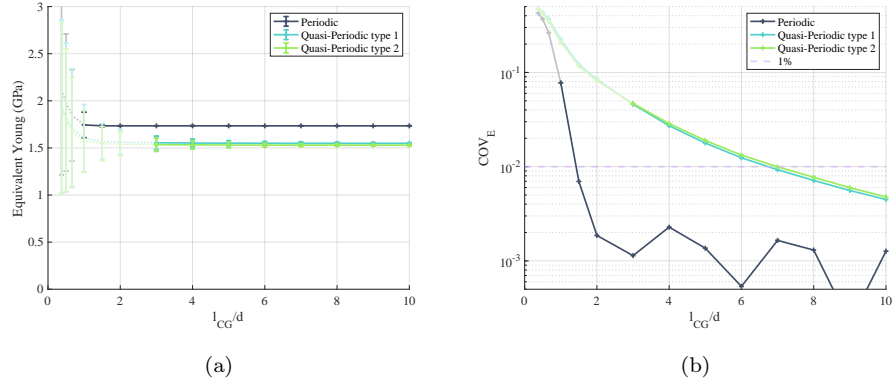 3
2.5
2
1.5
1
0.5
0
Equivalent Young (GPa)
Periodic
Quasi-Periodic type 1
Quasi-Periodic type 2
0 2 4 6 8 10
l_CG/d
(a)
10^-1
10^-2
10^-3
COV_E
Periodic
Quasi-Periodic type 1
Quasi-Periodic type 2
1%
0 2 4 6 8 10
l_CG/d
(b)